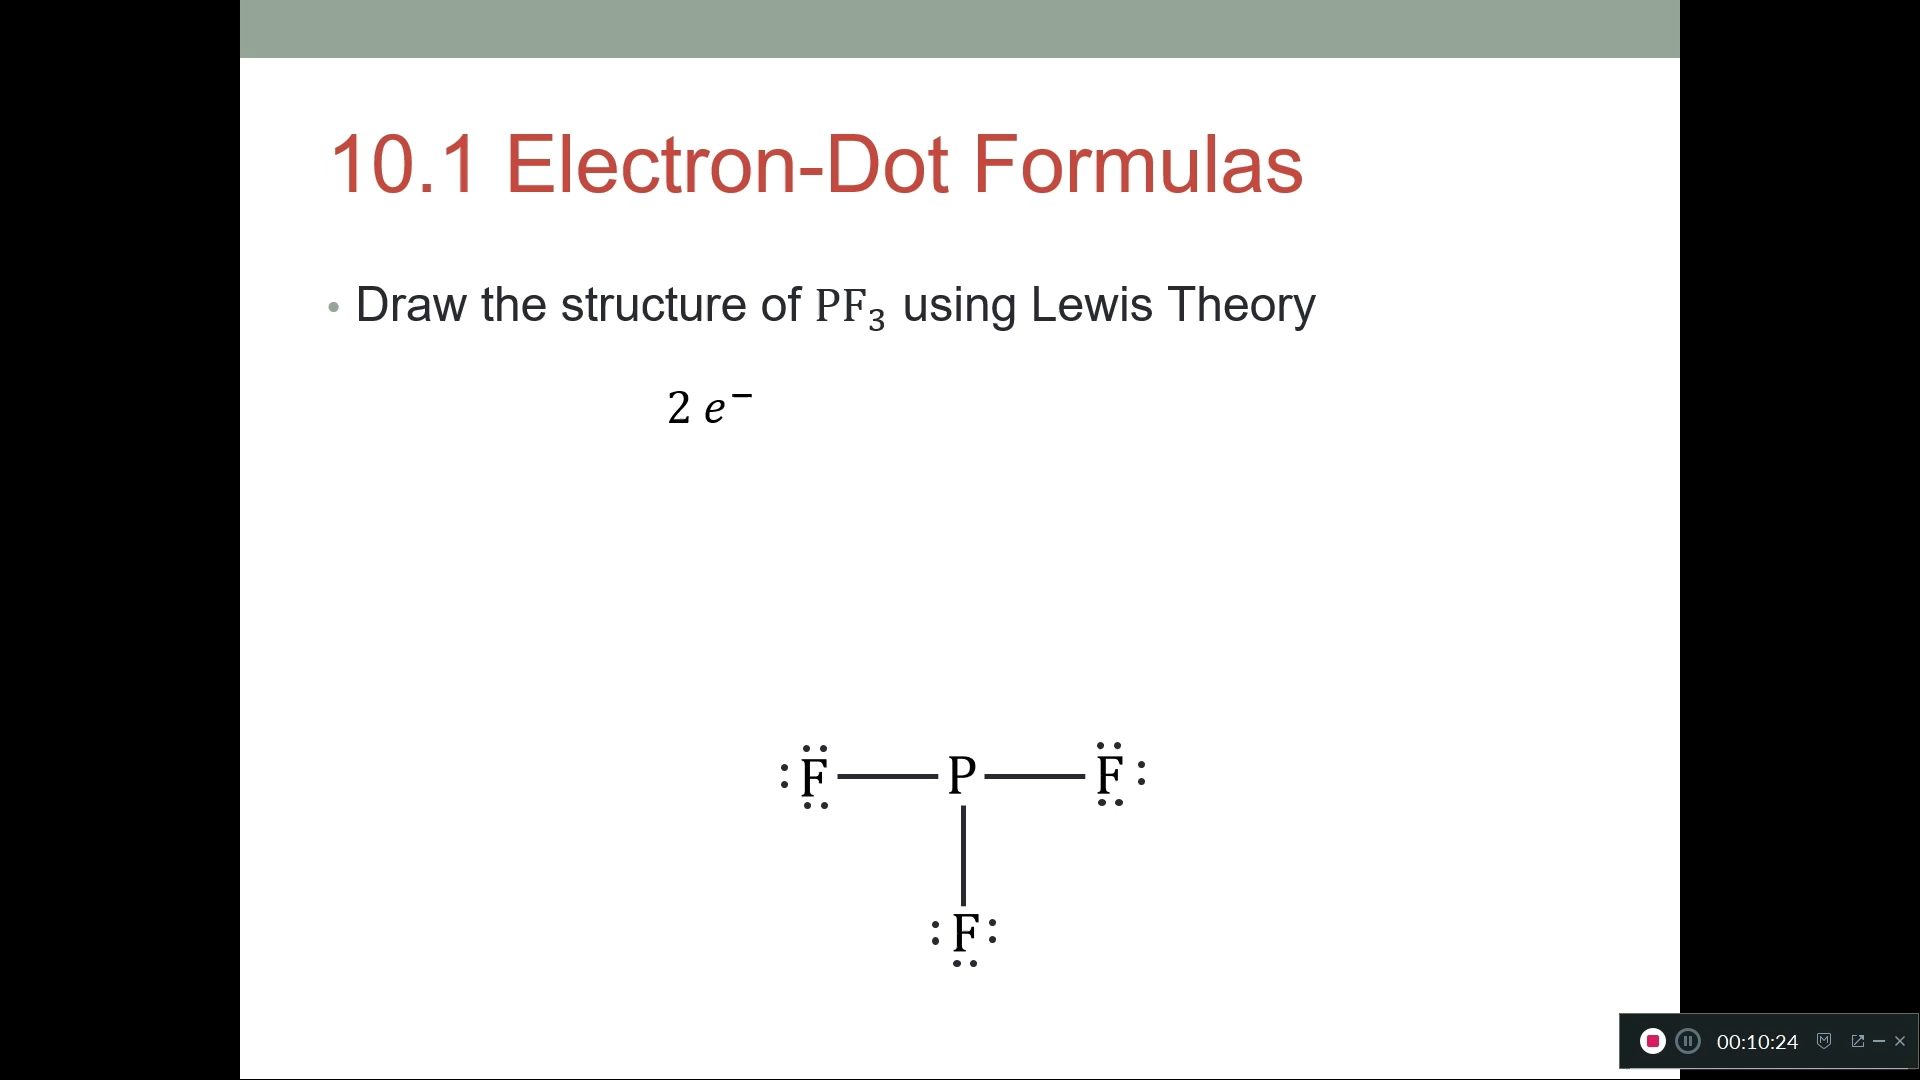 10.1 Electron-Dot Formulas
• Draw the structure of PF₃ using Lewis Theory
2 e⁻
F P F
F
00:10:24